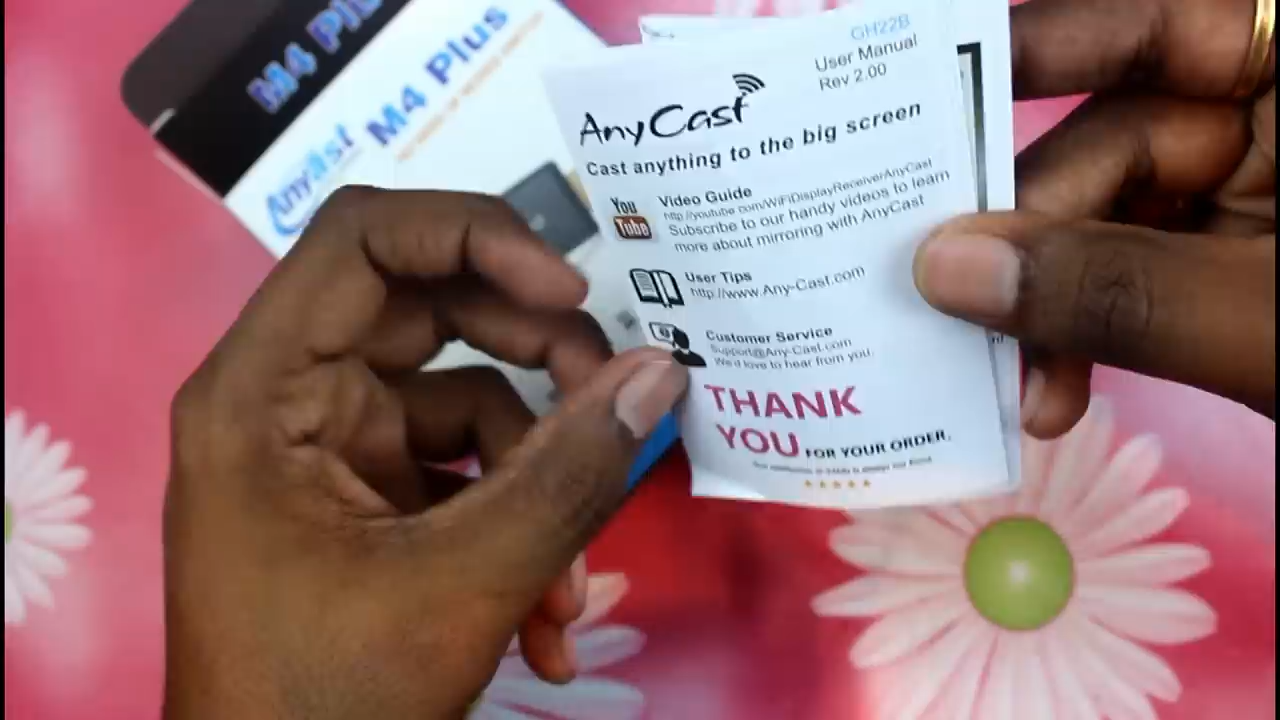 M4 Plu
M4 Plus
GH22B
User Manual
Rev 2.00
AnyCast
Cast anything to the big screen
You
Tube
Video Guide
http://youtube.com/WiFiDisplayReceiverAnyCast
Subscribe to our handy videos to learn
more about mirroring with AnyCast
User Tips
http://www.Any-Cast.com
Customer Service
Support@Any-Cast.com
We'd love to hear from you.
THANK
YOU FOR YOUR ORDER.